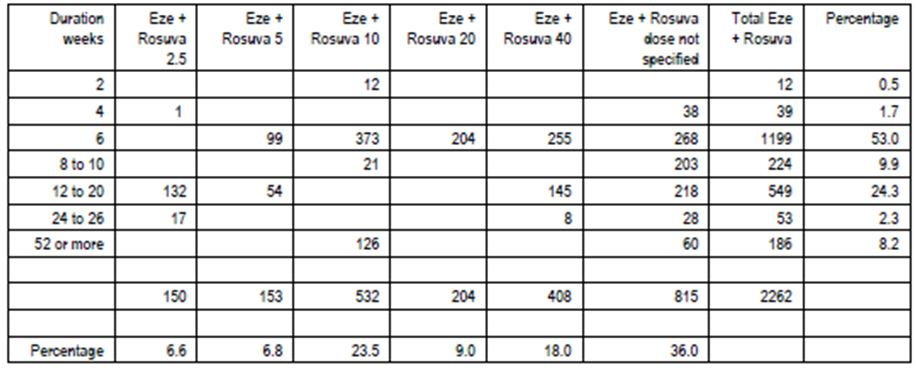 Duration weeks Eze + Rosuva 2.5 Eze + Rosuva 5 Eze + Rosuva 10 Eze + Rosuva 20 Eze + Rosuva 40 Eze + Rosuva dose not specified Total Eze + Rosuva Percentage
2 12 12 0.5
4 1 38 39 1.7
6 99 373 204 255 268 1199 53.0
8 to 10 21 203 224 9.9
12 to 20 132 54 145 218 549 24.3
24 to 26 17 8 28 53 2.3
52 or more 126 60 186 8.2
150 153 532 204 408 815 2262
Percentage 6.6 6.8 23.5 9.0 18.0 36.0